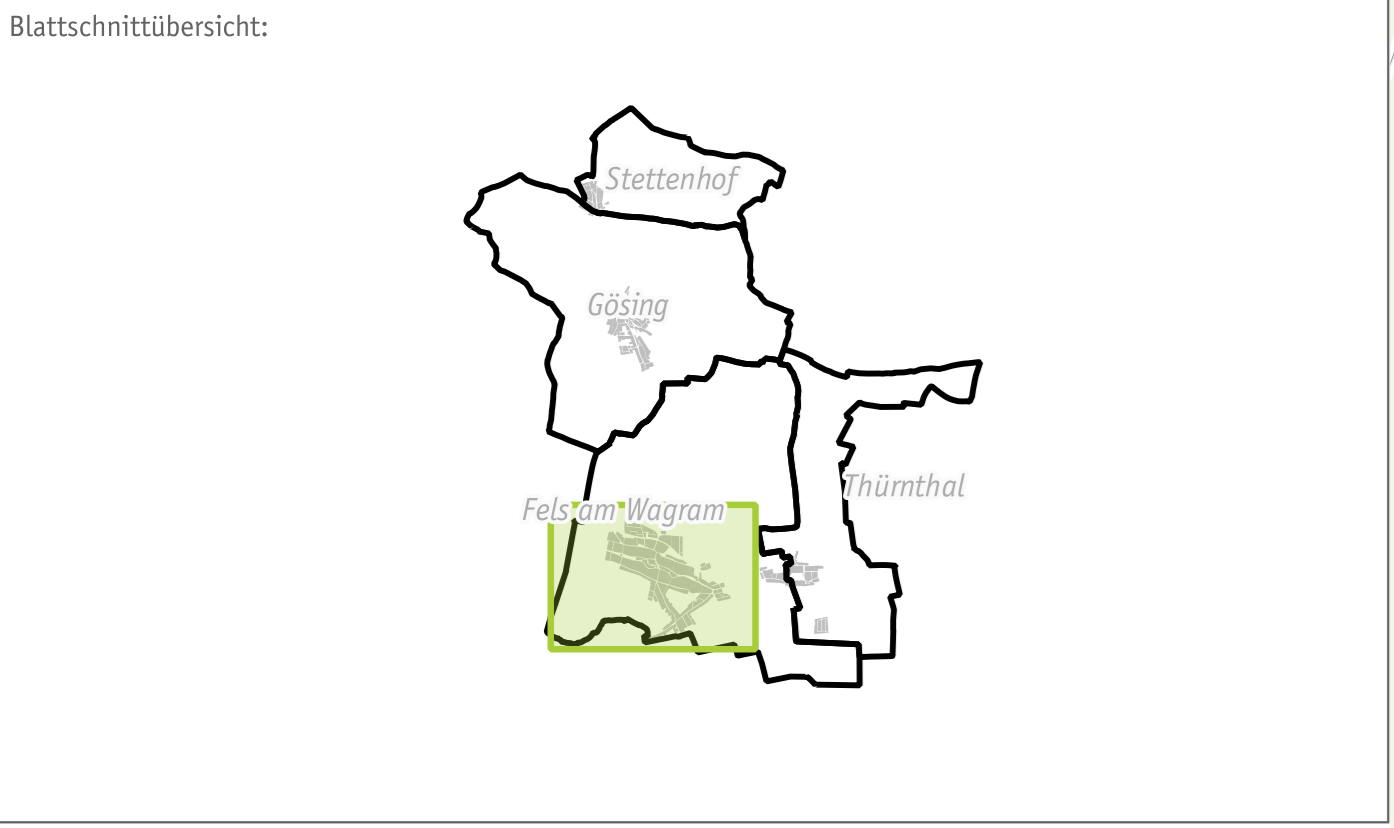 Blattschnittübersicht:
Stettenhof
Gösing
Thürnthal
Fels am Wagram